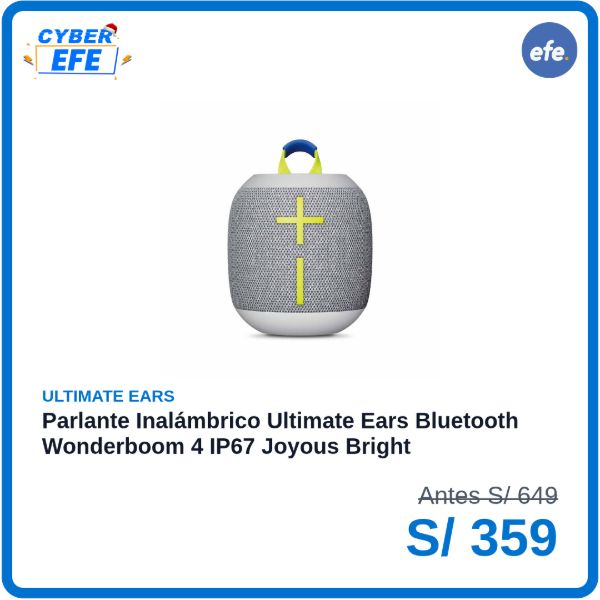 CYBER
EFE
efe.
ULTIMATE EARS
Parlante Inalámbrico Ultimate Ears Bluetooth
Wonderboom 4 IP67 Joyous Bright
Antes S/ 649
S/ 359